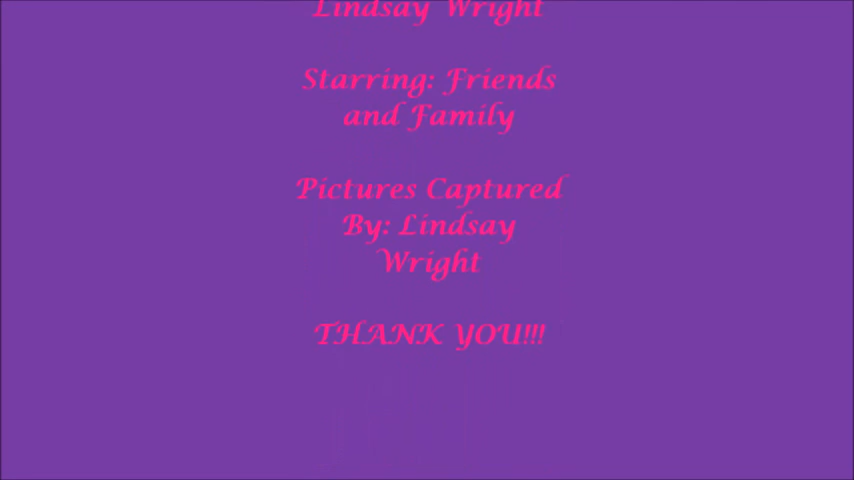 Lindsay Wright
Starring: Friends
and Family
Pictures Captured
By: Lindsay
Wright
THANK YOU!!!